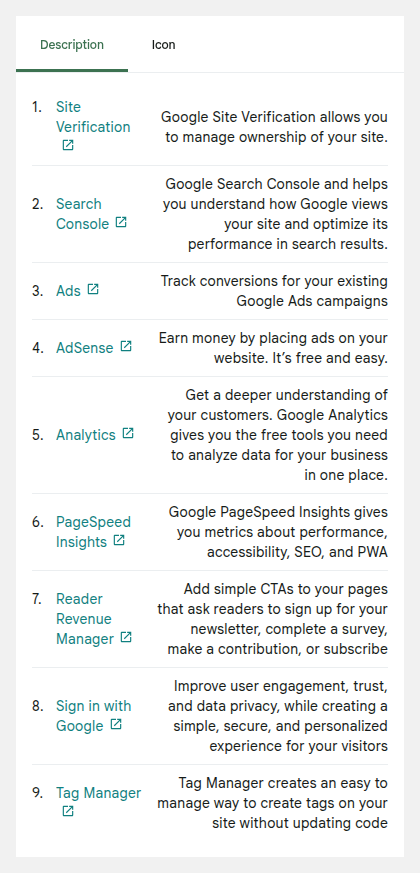 Description
Icon
1. Site
Verification
Google Site Verification allows you
to manage ownership of your site.
2. Search
Console
Google Search Console and helps
you understand how Google views
your site and optimize its
performance in search results.
3. Ads
Track conversions for your existing
Google Ads campaigns
4. AdSense
Earn money by placing ads on your
website. It’s free and easy.
5. Analytics
Get a deeper understanding of
your customers. Google Analytics
gives you the free tools you need
to analyze data for your business
in one place.
6. PageSpeed
Insights
Google PageSpeed Insights gives
you metrics about performance,
accessibility, SEO, and PWA
7. Reader
Revenue
Manager
Add simple CTAs to your pages
that ask readers to sign up for your
newsletter, complete a survey,
make a contribution, or subscribe
8. Sign in with
Google
Improve user engagement, trust,
and data privacy, while creating a
simple, secure, and personalized
experience for your visitors
9. Tag Manager
Tag Manager creates an easy to
manage way to create tags on your
site without updating code